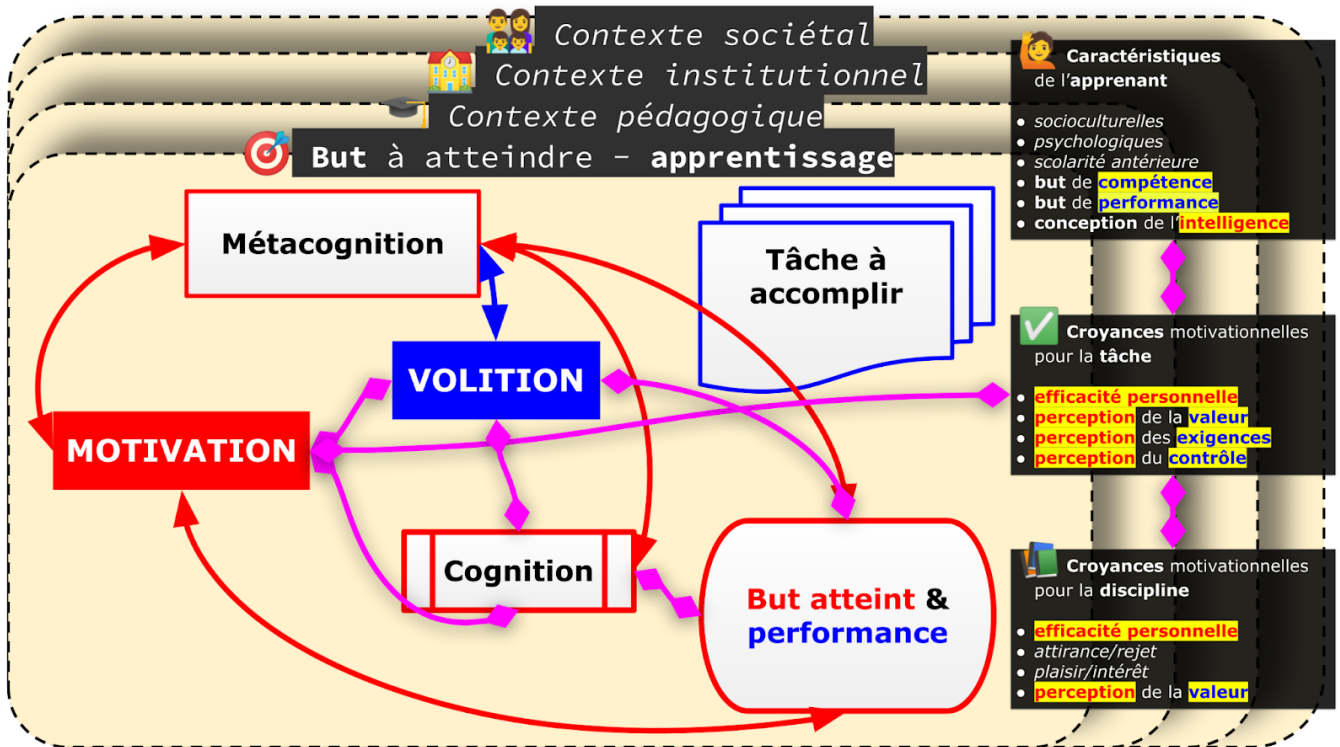 Contexte sociétal
Contexte institutionnel
Contexte pédagogique
But à atteindre – apprentissage
Métacognition
Tâche à
accomplir
VOLITION
MOTIVATION
Cognition
But atteint &
performance
Caractéristiques
de l'apprenant
• socioculturelles
• psychologiques
• scolarité antérieure
• but de compétence
• but de performance
• conception de l'intelligence
Croyances motivationnelles
pour la tâche
• efficacité personnelle
• perception de la valeur
• perception des exigences
• perception du contrôle
Croyances motivationnelles
pour la discipline
• efficacité personnelle
• attirance/rejet
• plaisir/intérêt
• perception de la valeur